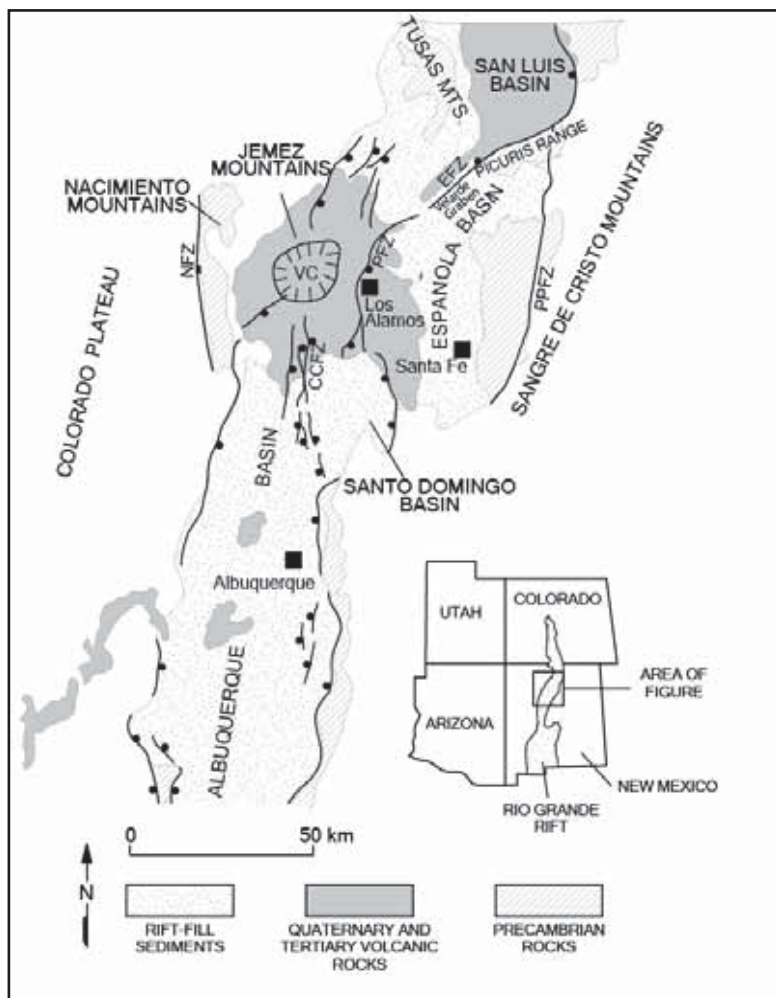 TUSAS MTS.
SAN LUIS
BASIN
JEMEZ
MOUNTAINS
NACIMIENTO
MOUNTAINS
EFZ
PICURIS RANGE
Velarde
Graben
ESPANOLA BASIN
SANGRE DE CRISTO MOUNTAINS
NFZ
VC
PFZ
PPFZ
Los
Alamos
Santa Fe
COLORADO PLATEAU
CCFZ
SANTO DOMINGO
BASIN
ALBUQUERQUE BASIN
Albuquerque
UTAH
COLORADO
AREA OF
FIGURE
ARIZONA
NEW MEXICO
RIO GRANDE
RIFT
0 50 km
N
RIFT-FILL
SEDIMENTS
QUATERNARY AND
TERTIARY VOLCANIC
ROCKS
PRECAMBRIAN
ROCKS